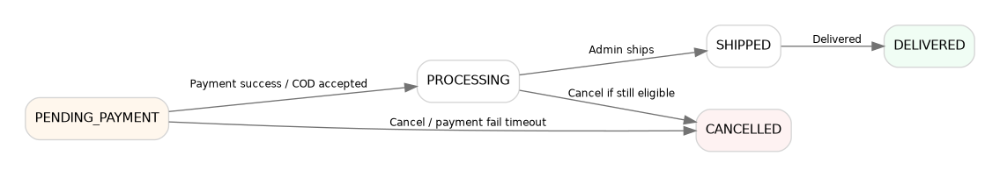 PENDING_PAYMENT
Payment success / COD accepted
PROCESSING
Cancel / payment fail timeout
Admin ships
Cancel if still eligible
SHIPPED
CANCELLED
Delivered
DELIVERED